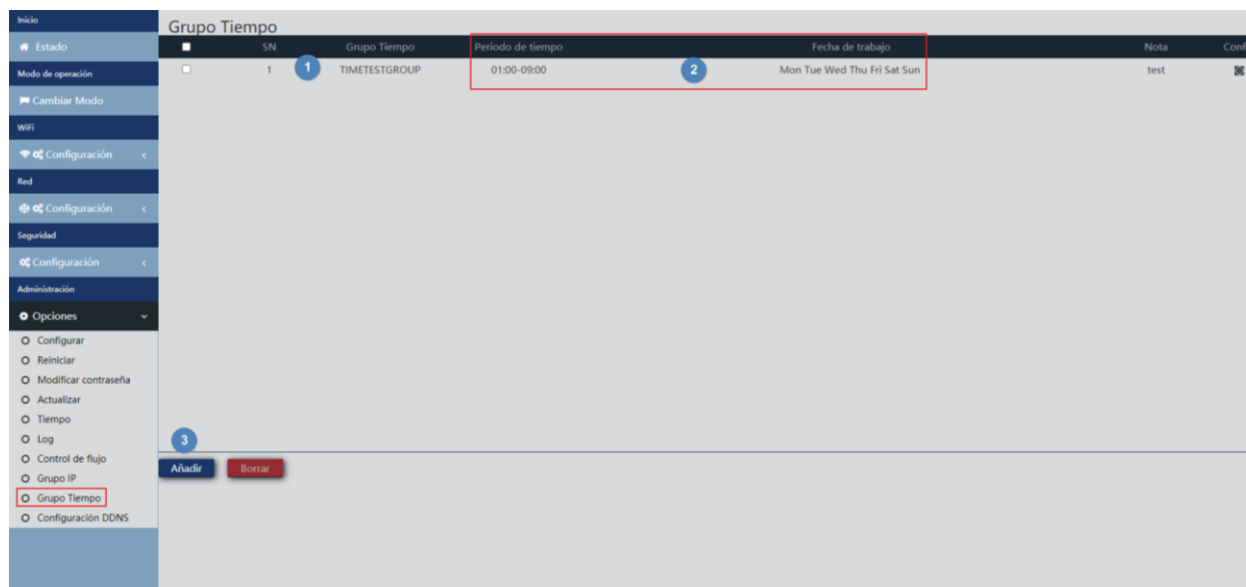 Inicio
Estado
Modo de operación
Cambiar Modo
WiFi
Configuración
Red
Configuración
Seguridad
Configuración
Administración
Opciones
Configurar
Reiniciar
Modificar contraseña
Actualizar
Tiempo
Log
Control de flujo
Grupo IP
Grupo Tiempo
Configuración DDNS
Grupo Tiempo
SN Grupo Tiempo Periodo de tiempo Fecha de trabajo Nota Conf
1 1 TIMETESTGROUP 01:00-09:00 2 Mon Tue Wed Thu Fri Sat Sun test
3
Añadir Borrar